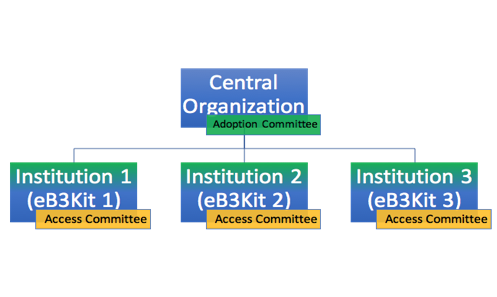 Central
Organization
Adoption Committee
Institution 1
(eB3Kit 1)
Access Committee
Institution 2
(eB3Kit 2)
Access Committee
Institution 3
(eB3Kit 3)
Access Committee